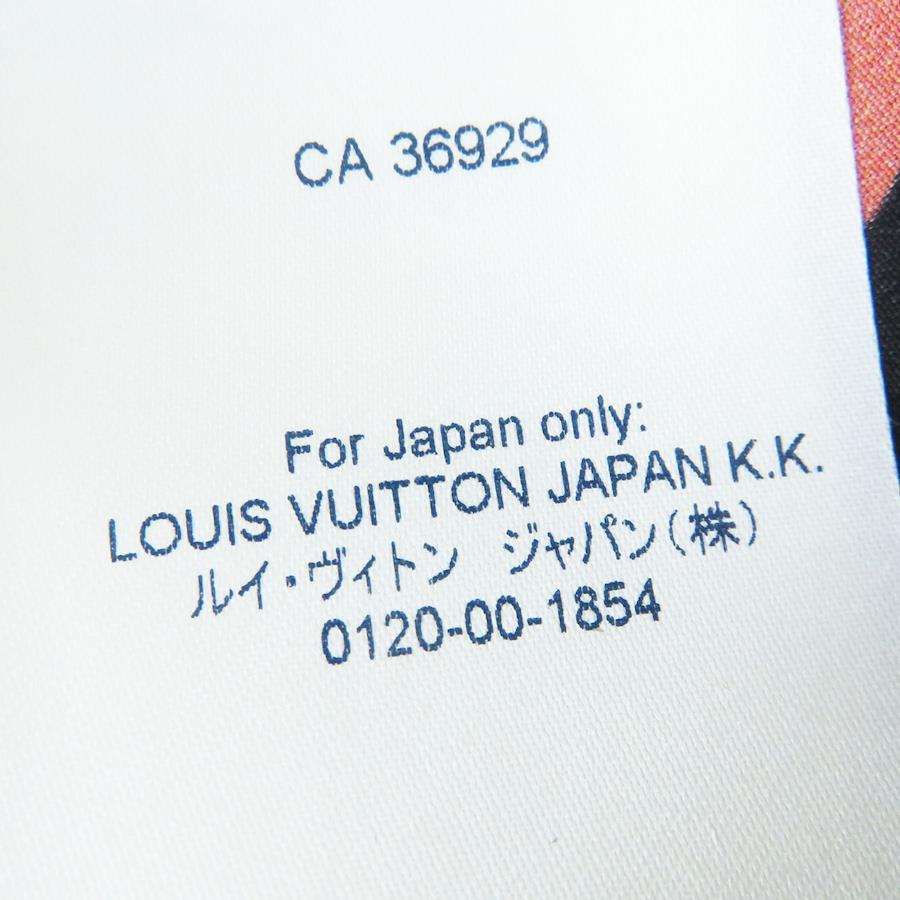 CA 36929
For Japan only:
LOUIS VUITTON JAPAN K.K.
ルイ・ヴィトン　ジャパン(株)
0120-00-1854